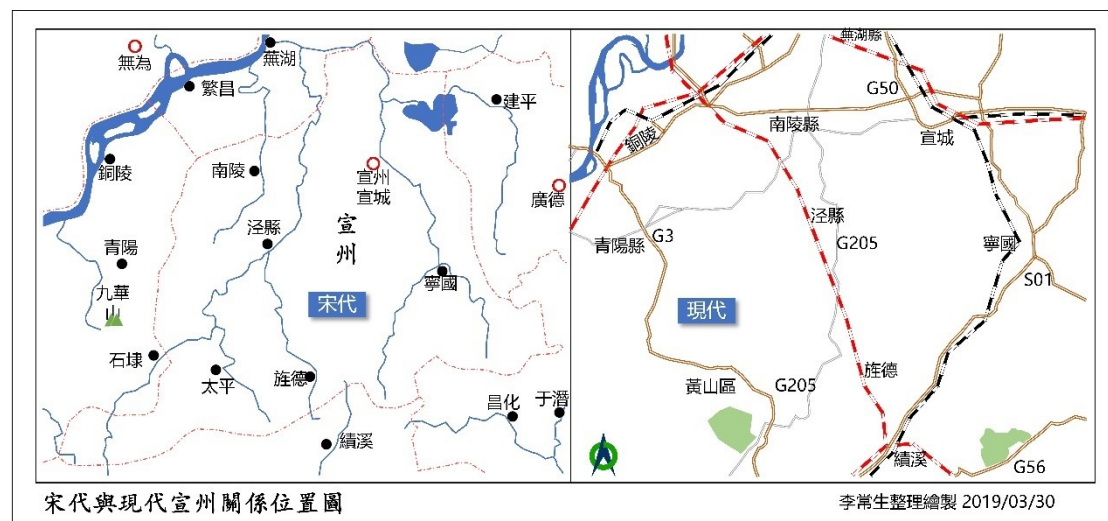 無為
蕪湖
繁昌
建平
銅陵
南陵
宣州
宣城
廣德
青陽
泾縣
宣
州
九華
山
寧國
宋代
石埭
太平
旌德
昌化
于潛
績溪
蕪湖縣
G50
銅陵
南陵縣
宣城
青陽縣
G3
泾縣
G205
寧國
S01
現代
黃山區
G205
旌德
績溪
G56
宋代與現代宣州關係位置圖
李常生整理繪製 2019/03/30